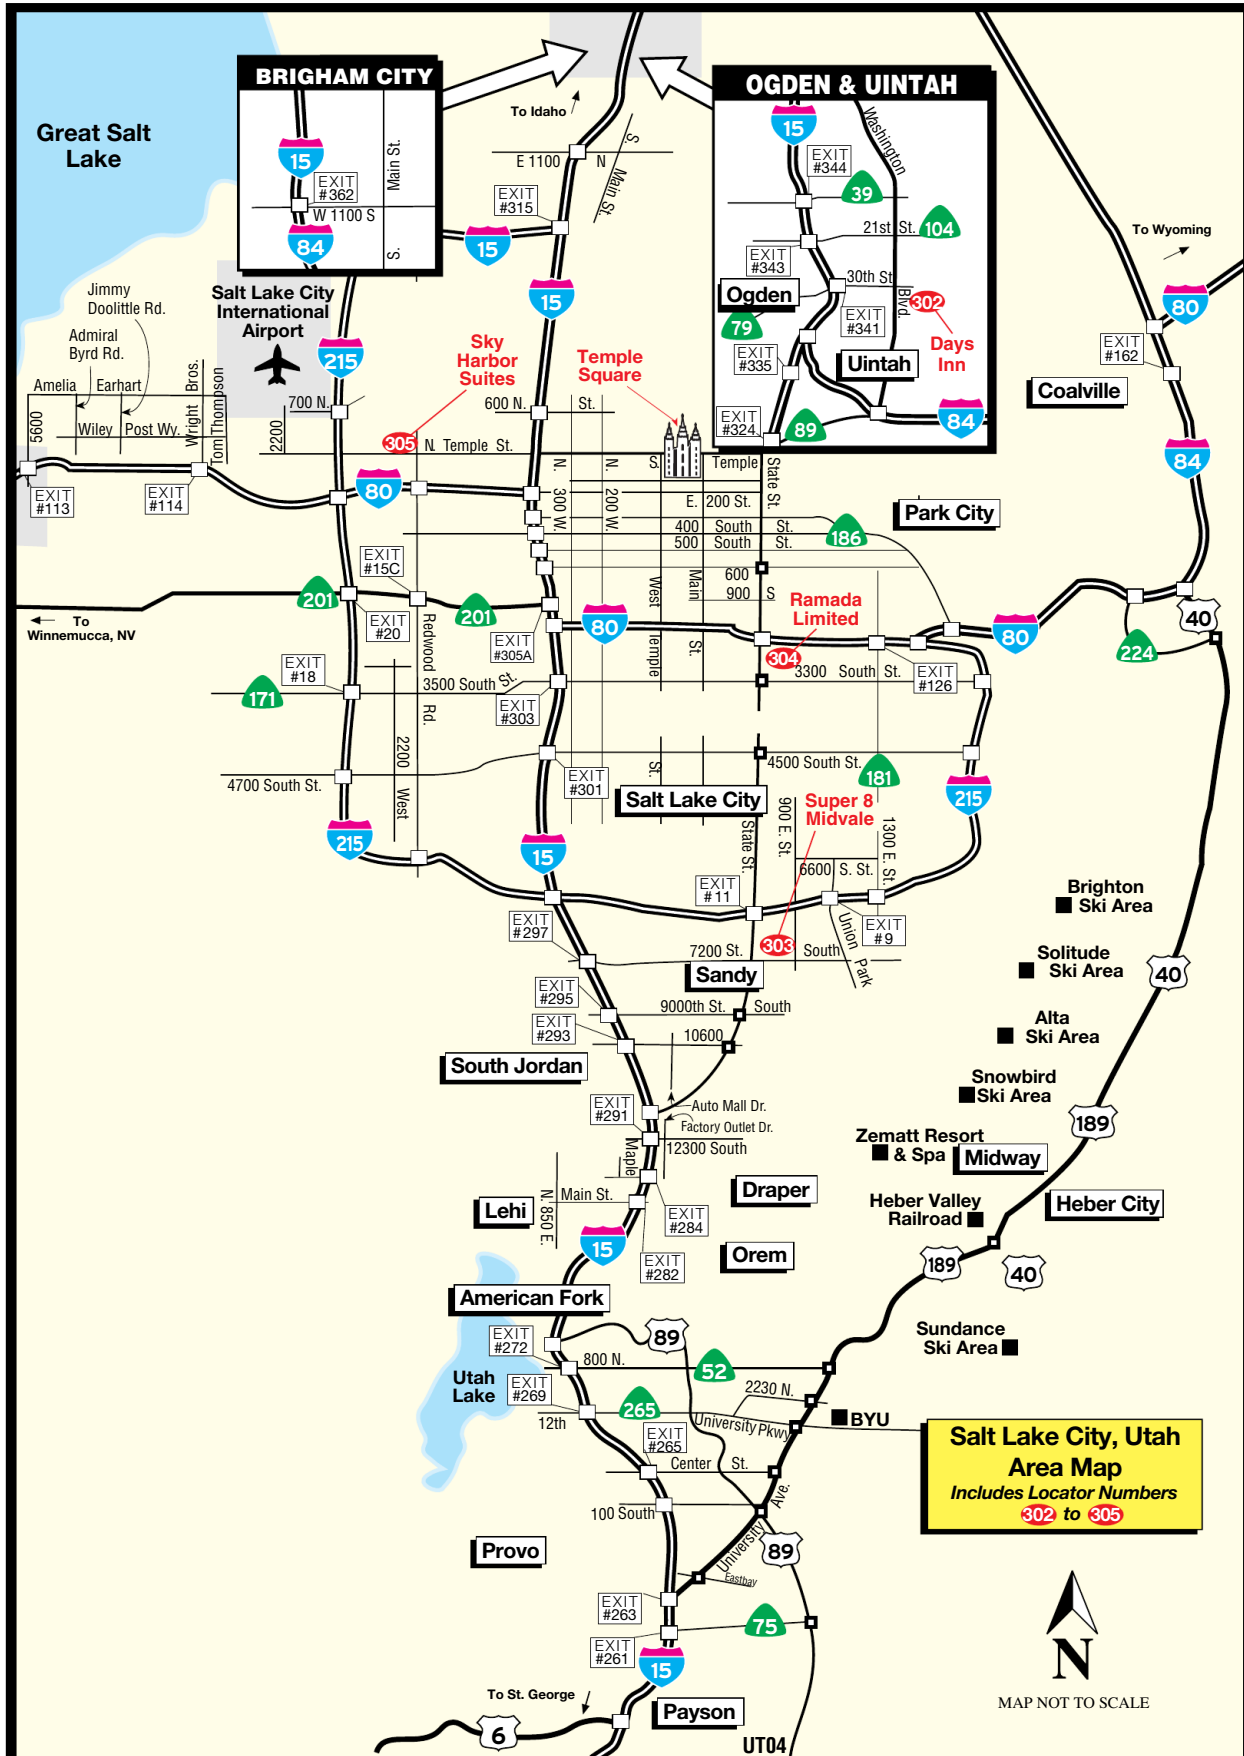 BRIGHAM CITY
15
EXIT
#362
W 1100 S
84
Main St.
S.
Great Salt
Lake
To Idaho
E 1100
N
S.
Main St.
EXIT
#315
15
15
OGDEN & UINTAH
15
Washington
EXIT
#344
39
21st St.
104
EXIT
#343
30th St
Blvd.
302
Ogden
79
EXIT
#341
Days
Inn
EXIT
#335
Uintah
EXIT
#324
89
84
To Wyoming
80
EXIT
#162
Coalville
84
Jimmy
Doolittle Rd.
Admiral
Byrd Rd.
Amelia
Earhart
Wright Bros.
Tom Thompson
5600
Wiley
Post Wy.
EXIT
#113
EXIT
#114
Salt Lake City
International
Airport
215
700 N.
2200
Sky
Harbor
Suites
305
N. Temple St.
600 N.
St.
Temple
Square
S.
Temple
State St.
80
N.
300 W.
N.
200 W.
E. 200 St.
400 South St.
500 South St.
186
Park City
West
Temple
St.
Main
St.
600
900 S
EXIT
#15C
201
201
To
Winnemucca, NV
EXIT
#20
Redwood
Rd.
EXIT
#305A
80
Ramada
Limited
304
3300 South St.
EXIT
#126
80
40
224
EXIT
#18
171
3500 South St.
EXIT
#303
2200
West
4700 South St.
EXIT
#301
4500 South St.
181
Salt Lake City
215
215
15
State St.
900 E. St.
Super 8
Midvale
1300 E. St.
6600 S. St.
EXIT
#11
EXIT
#9
Union
Park
EXIT
#297
7200 St.
303
South
Sandy
EXIT
#295
9000th St.
South
EXIT
#293
10600
South Jordan
Brighton
Ski Area
Solitude
Ski Area
40
Alta
Ski Area
Snowbird
Ski Area
189
EXIT
#291
Auto Mall Dr.
Factory Outlet Dr.
12300 South
Maple
Zematt Resort
& Spa
Midway
Heber Valley
Railroad
Heber City
Draper
Lehi
N. 850 E.
Main St.
EXIT
#284
15
EXIT
#282
Orem
189
40
American Fork
EXIT
#272
89
Sundance
Ski Area
800 N.
52
Utah
Lake
EXIT
#269
12th
265
2230 N.
University Pkwy
BYU
EXIT
#265
Center St.
100 South
University
Ave.
Salt Lake City, Utah
Area Map
Includes Locator Numbers
302 to 305
Provo
89
Eastbay
EXIT
#263
75
EXIT
#261
15
To St. George
Payson
6
UT04
N
MAP NOT TO SCALE